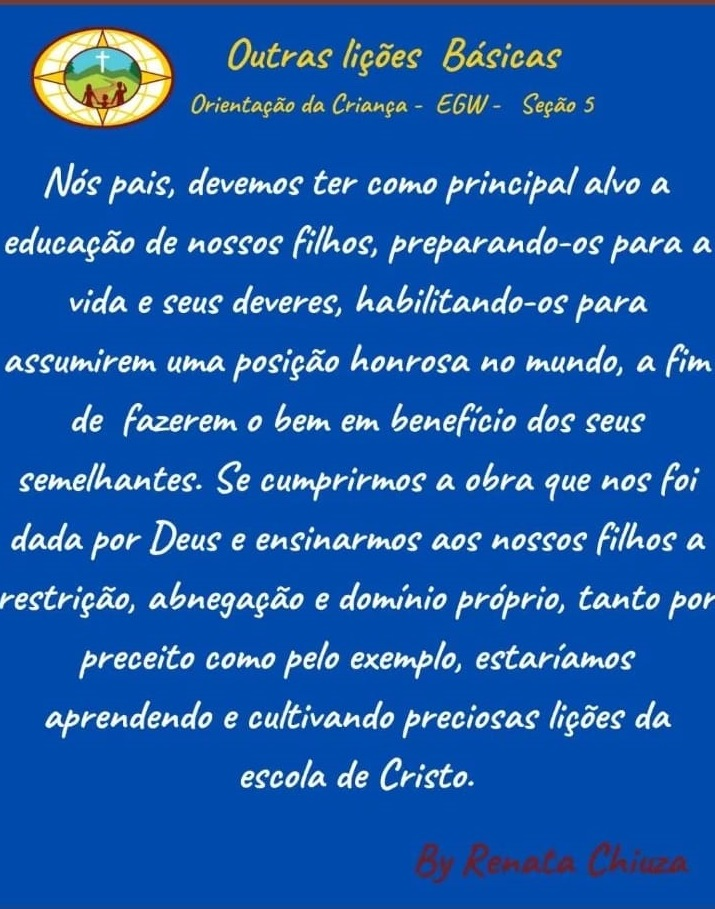 Outras lições Básicas
Orientação da Criança - EGW - Seção 5
Nós pais, devemos ter como principal alvo a
educação de nossos filhos, preparando-os para a
vida e seus deveres, habilitando-os para
assumirem uma posição honrosa no mundo, a fim
de fazerem o bem em benefício dos seus
semelhantes. Se cumprirmos a obra que nos foi
dada por Deus e ensinarmos aos nossos filhos a
restrição, abnegação e domínio próprio, tanto por
preceito como pelo exemplo, estaríamos
aprendendo e cultivando preciosas lições da
escola de Cristo.
By Renata Chiuza